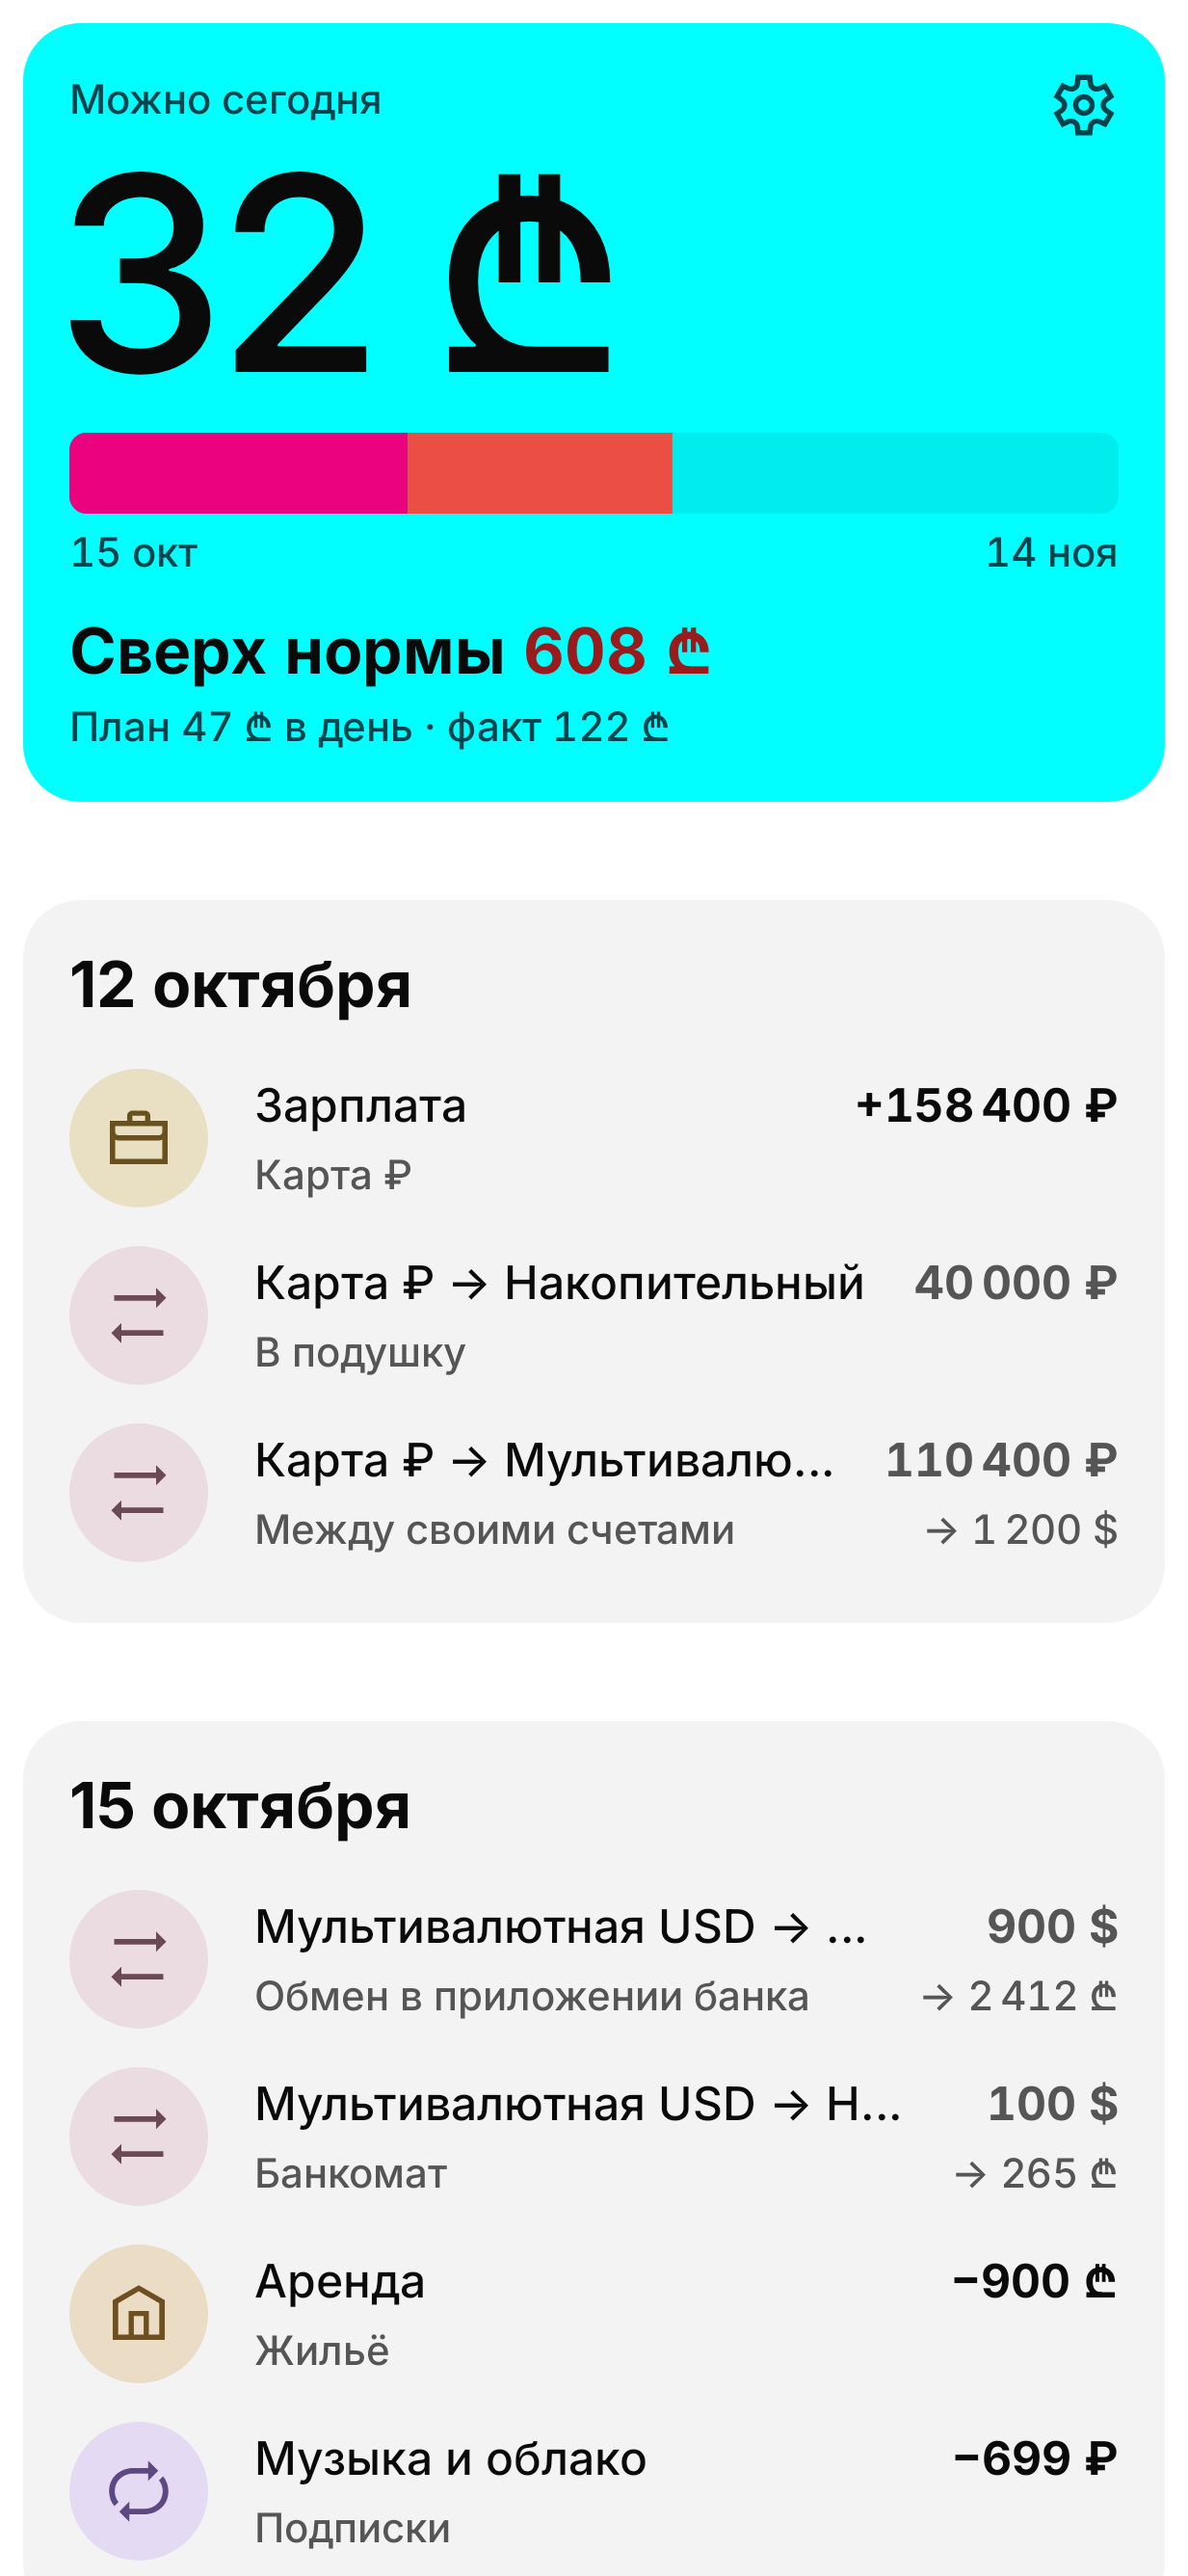 Можно сегодня
32 ₾
15 окт
14 ноя
Сверх нормы 608 ₾
План 47 ₾ в день · факт 122 ₾
12 октября
Зарплата +158 400 ₽
Карта ₽
Карта ₽ → Накопительный 40 000 ₽
В подушку
Карта ₽ → Мультивалю... 110 400 ₽
Между своими счетами → 1 200 $
15 октября
Мультивалютная USD → ... 900 $
Обмен в приложении банка → 2 412 ₾
Мультивалютная USD → Н... 100 $
Банкомат → 265 ₾
Аренда −900 ₾
Жильё
Музыка и облако −699 ₽
Подписки